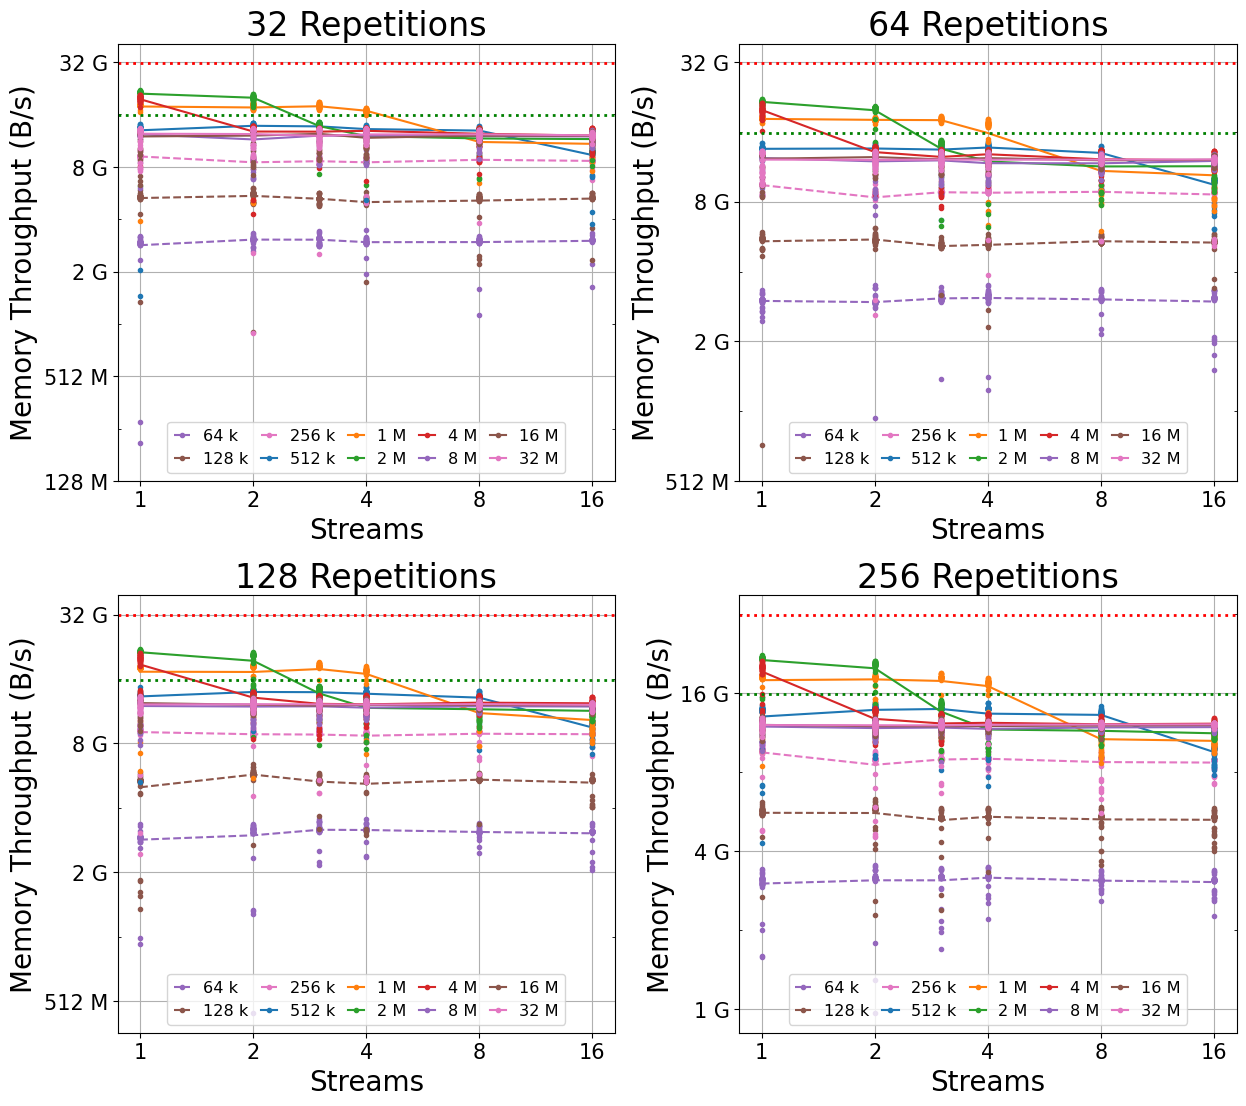 32 Repetitions
Memory Throughput (B/s)
32 G
8 G
2 G
512 M
128 M
64 k
256 k
1 M
4 M
16 M
128 k
512 k
2 M
8 M
32 M
1
2
4
8
16
Streams
64 Repetitions
Memory Throughput (B/s)
32 G
8 G
2 G
512 M
64 k
256 k
1 M
4 M
16 M
128 k
512 k
2 M
8 M
32 M
1
2
4
8
16
Streams
128 Repetitions
Memory Throughput (B/s)
32 G
8 G
2 G
512 M
64 k
256 k
1 M
4 M
16 M
128 k
512 k
2 M
8 M
32 M
1
2
4
8
16
Streams
256 Repetitions
Memory Throughput (B/s)
16 G
4 G
1 G
64 k
256 k
1 M
4 M
16 M
128 k
512 k
2 M
8 M
32 M
1
2
4
8
16
Streams